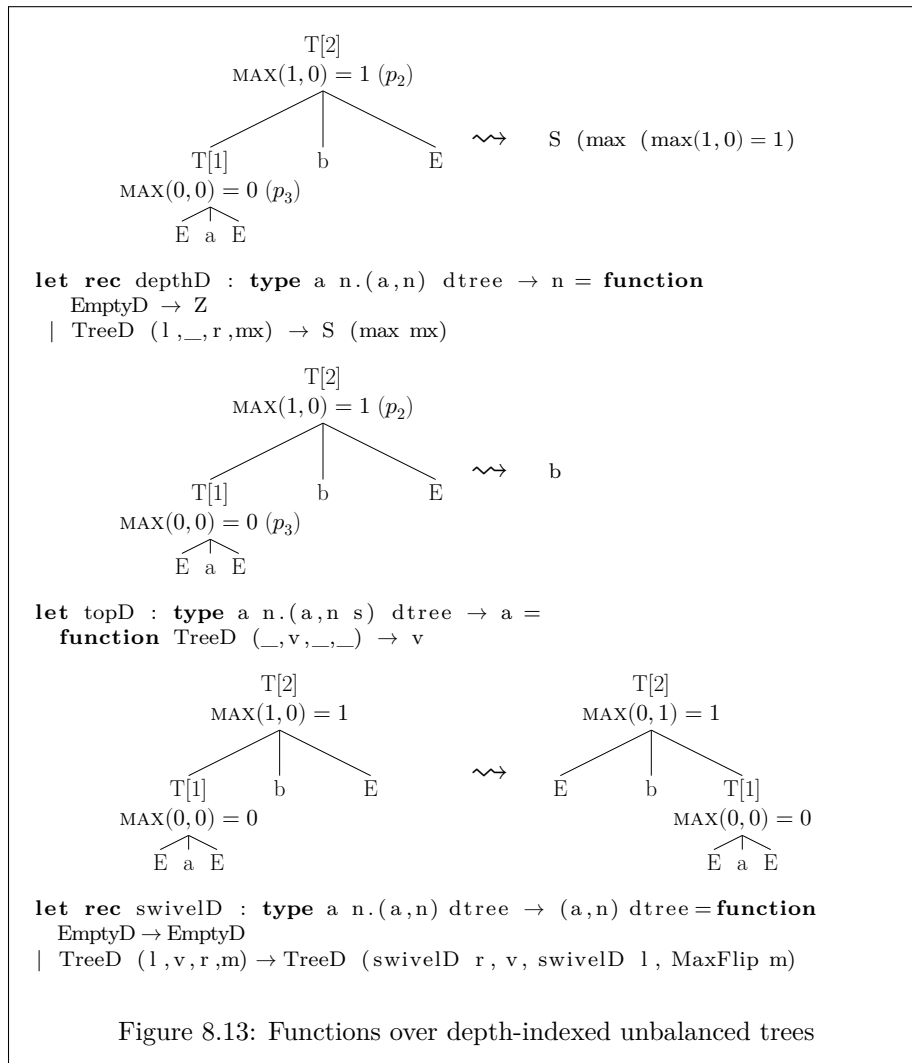 T[2]
MAX(1, 0) = 1 (p₂)
⇝ S (max (max(1, 0) = 1)
T[1] b E
MAX(0, 0) = 0 (p₃)
E a E
let rec depthD : type a n.(a,n) dtree → n = function
EmptyD → Z
| TreeD (l,_,r,mx) → S (max mx)
T[2]
MAX(1, 0) = 1 (p₂)
⇝ b
T[1] b E
MAX(0, 0) = 0 (p₃)
E a E
let topD : type a n.(a,n s) dtree → a =
function TreeD (_,v,_,_) → v
T[2] T[2]
MAX(1, 0) = 1 MAX(0, 1) = 1
⇝
T[1] b E E b T[1]
MAX(0, 0) = 0 MAX(0, 0) = 0
E a E E a E
let rec swivelD : type a n.(a,n) dtree → (a,n) dtree = function
EmptyD → EmptyD
| TreeD (l,v,r,m) → TreeD (swivelD r, v, swivelD l, MaxFlip m)
Figure 8.13: Functions over depth-indexed unbalanced trees